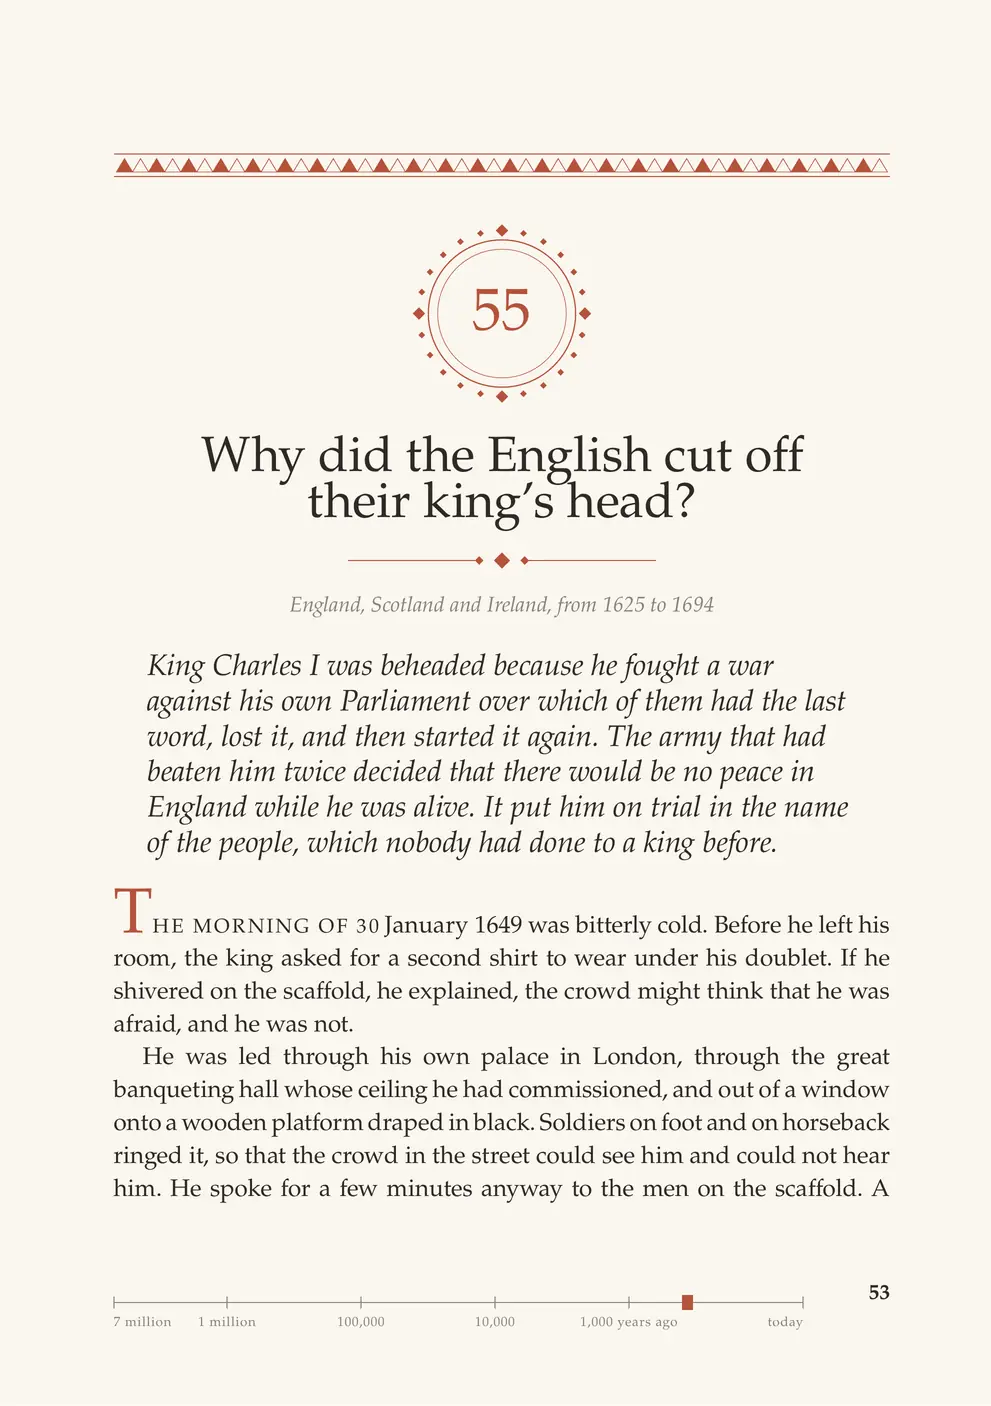 55
Why did the English cut off
their king’s head?
England, Scotland and Ireland, from 1625 to 1694
King Charles I was beheaded because he fought a war
against his own Parliament over which of them had the last
word, lost it, and then started it again. The army that had
beaten him twice decided that there would be no peace in
England while he was alive. It put him on trial in the name
of the people, which nobody had done to a king before.
THE MORNING OF 30 January 1649 was bitterly cold. Before he left his
room, the king asked for a second shirt to wear under his doublet. If he
shivered on the scaffold, he explained, the crowd might think that he was
afraid, and he was not.
He was led through his own palace in London, through the great
banqueting hall whose ceiling he had commissioned, and out of a window
onto a wooden platform draped in black. Soldiers on foot and on horseback
ringed it, so that the crowd in the street could see him and could not hear
him. He spoke for a few minutes anyway to the men on the scaffold. A
53
7 million 1 million 100,000 10,000 1,000 years ago today